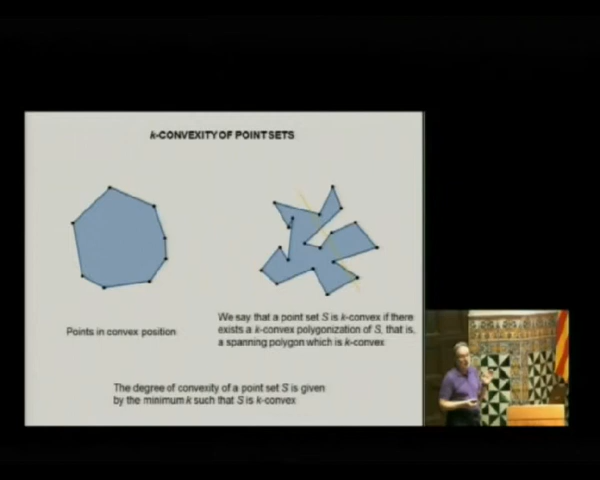 k-CONVEXITY OF POINT SETS
Points in convex position
We say that a point set S is k-convex if there
exists a k-convex polygonization of S, that is,
a spanning polygon which is k-convex
The degree of convexity of a point set S is given
by the minimum k such that S is k-convex